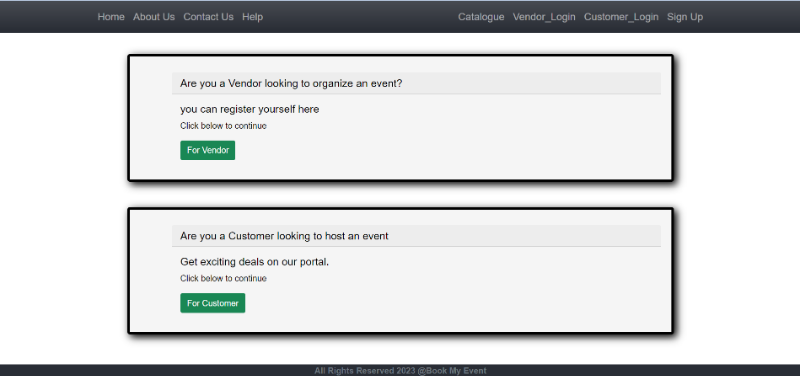 Home About Us Contact Us Help Catalogue Vendor_Login Customer_Login Sign Up
Are you a Vendor looking to organize an event?
you can register yourself here
Click below to continue
For Vendor
Are you a Customer looking to host an event
Get exciting deals on our portal.
Click below to continue
For Customer
All Rights Reserved 2023 @Book My Event